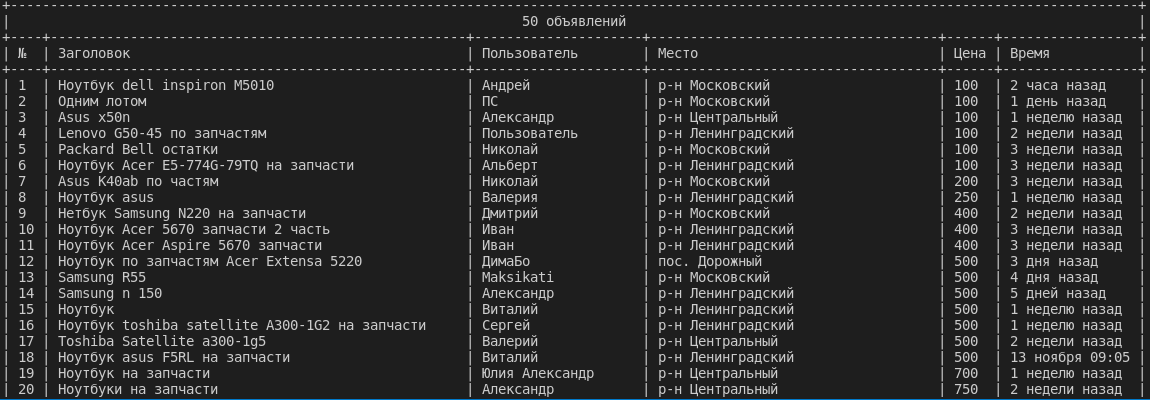 50 объявлений
| № | Заголовок | Пользователь | Место | Цена | Время |
| 1 | Ноутбук dell inspiron M5010 | Андрей | р-н Московский | 100 | 2 часа назад |
| 2 | Одним лотом | ПС | р-н Московский | 100 | 1 день назад |
| 3 | Asus x50n | Александр | р-н Центральный | 100 | 1 неделю назад |
| 4 | Lenovo G50-45 по запчастям | Пользователь | р-н Ленинградский | 100 | 2 недели назад |
| 5 | Packard Bell остатки | Николай | р-н Московский | 100 | 3 недели назад |
| 6 | Ноутбук Acer E5-774G-79TQ на запчасти | Альберт | р-н Ленинградский | 100 | 3 недели назад |
| 7 | Asus K40ab по частям | Николай | р-н Московский | 200 | 3 недели назад |
| 8 | Ноутбук asus | Валерия | р-н Ленинградский | 250 | 1 неделю назад |
| 9 | Нетбук Samsung N220 на запчасти | Дмитрий | р-н Московский | 400 | 2 недели назад |
| 10 | Ноутбук Acer 5670 запчасти 2 часть | Иван | р-н Ленинградский | 400 | 3 недели назад |
| 11 | Ноутбук Acer Aspire 5670 запчасти | Иван | р-н Ленинградский | 400 | 3 недели назад |
| 12 | Ноутбук по запчастям Acer Extensa 5220 | ДимаБо | пос. Дорожный | 500 | 3 дня назад |
| 13 | Samsung R55 | Maksikati | р-н Московский | 500 | 4 дня назад |
| 14 | Samsung n 150 | Александр | р-н Ленинградский | 500 | 5 дней назад |
| 15 | Ноутбук | Виталий | р-н Ленинградский | 500 | 1 неделю назад |
| 16 | Ноутбук toshiba satellite A300-1G2 на запчасти | Сергей | р-н Ленинградский | 500 | 1 неделю назад |
| 17 | Toshiba Satellite a300-1g5 | Валерий | р-н Центральный | 500 | 2 недели назад |
| 18 | Ноутбук asus F5RL на запчасти | Виталий | р-н Ленинградский | 500 | 13 ноября 09:05 |
| 19 | Ноутбук на запчасти | Юлия Александр | р-н Центральный | 700 | 1 неделю назад |
| 20 | Ноутбуки на запчасти | Александр | р-н Центральный | 750 | 2 недели назад |